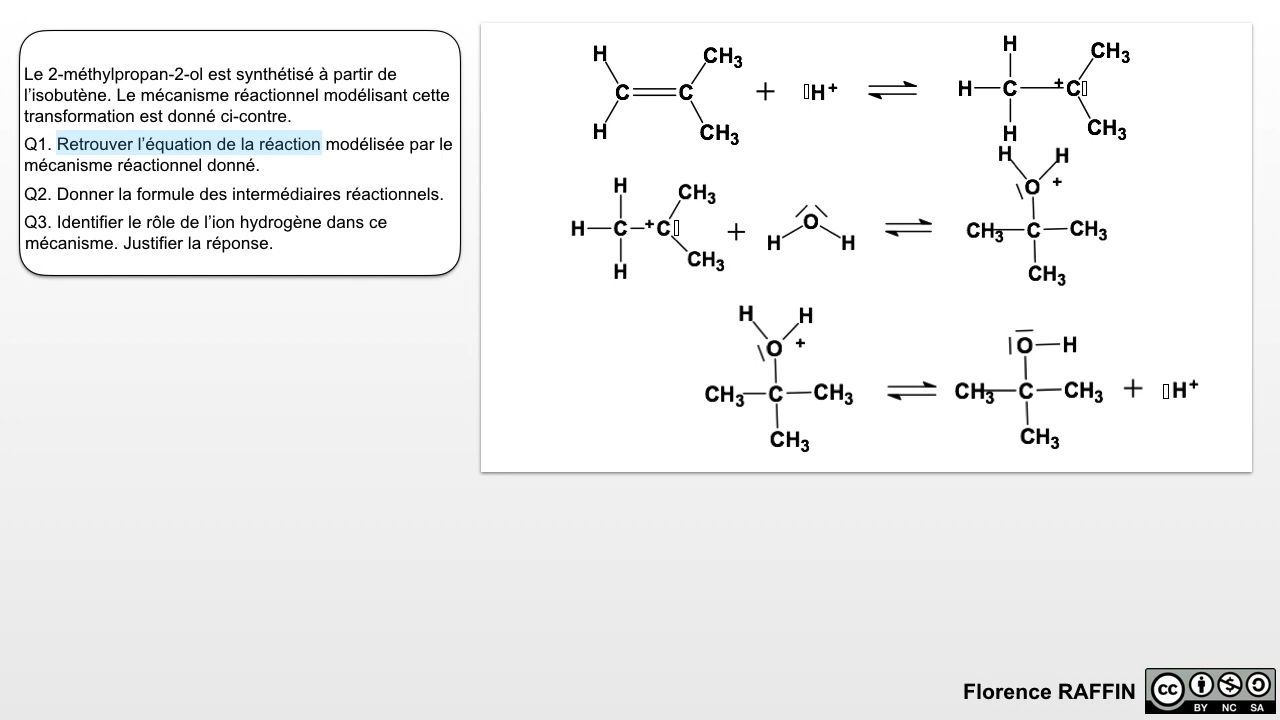 Le 2-méthylpropan-2-ol est synthétisé à partir de
l’isobutène. Le mécanisme réactionnel modélisant cette
transformation est donné ci-contre.
Q1. Retrouver l’équation de la réaction modélisée par le
mécanisme réactionnel donné.
Q2. Donner la formule des intermédiaires réactionnels.
Q3. Identifier le rôle de l’ion hydrogène dans ce
mécanisme. Justifier la réponse.
H CH₃ H CH₃
C C + H⁺ ⇌ H C ⁺C
H CH₃ H CH₃
H CH₃ H H
O +
H C ⁺C + O ⇌ CH₃ C CH₃
H H
H CH₃ CH₃
H H
O + O H
CH₃ C CH₃ ⇌ CH₃ C CH₃ + H⁺
CH₃ CH₃
Florence RAFFIN
cc
BY NC SA